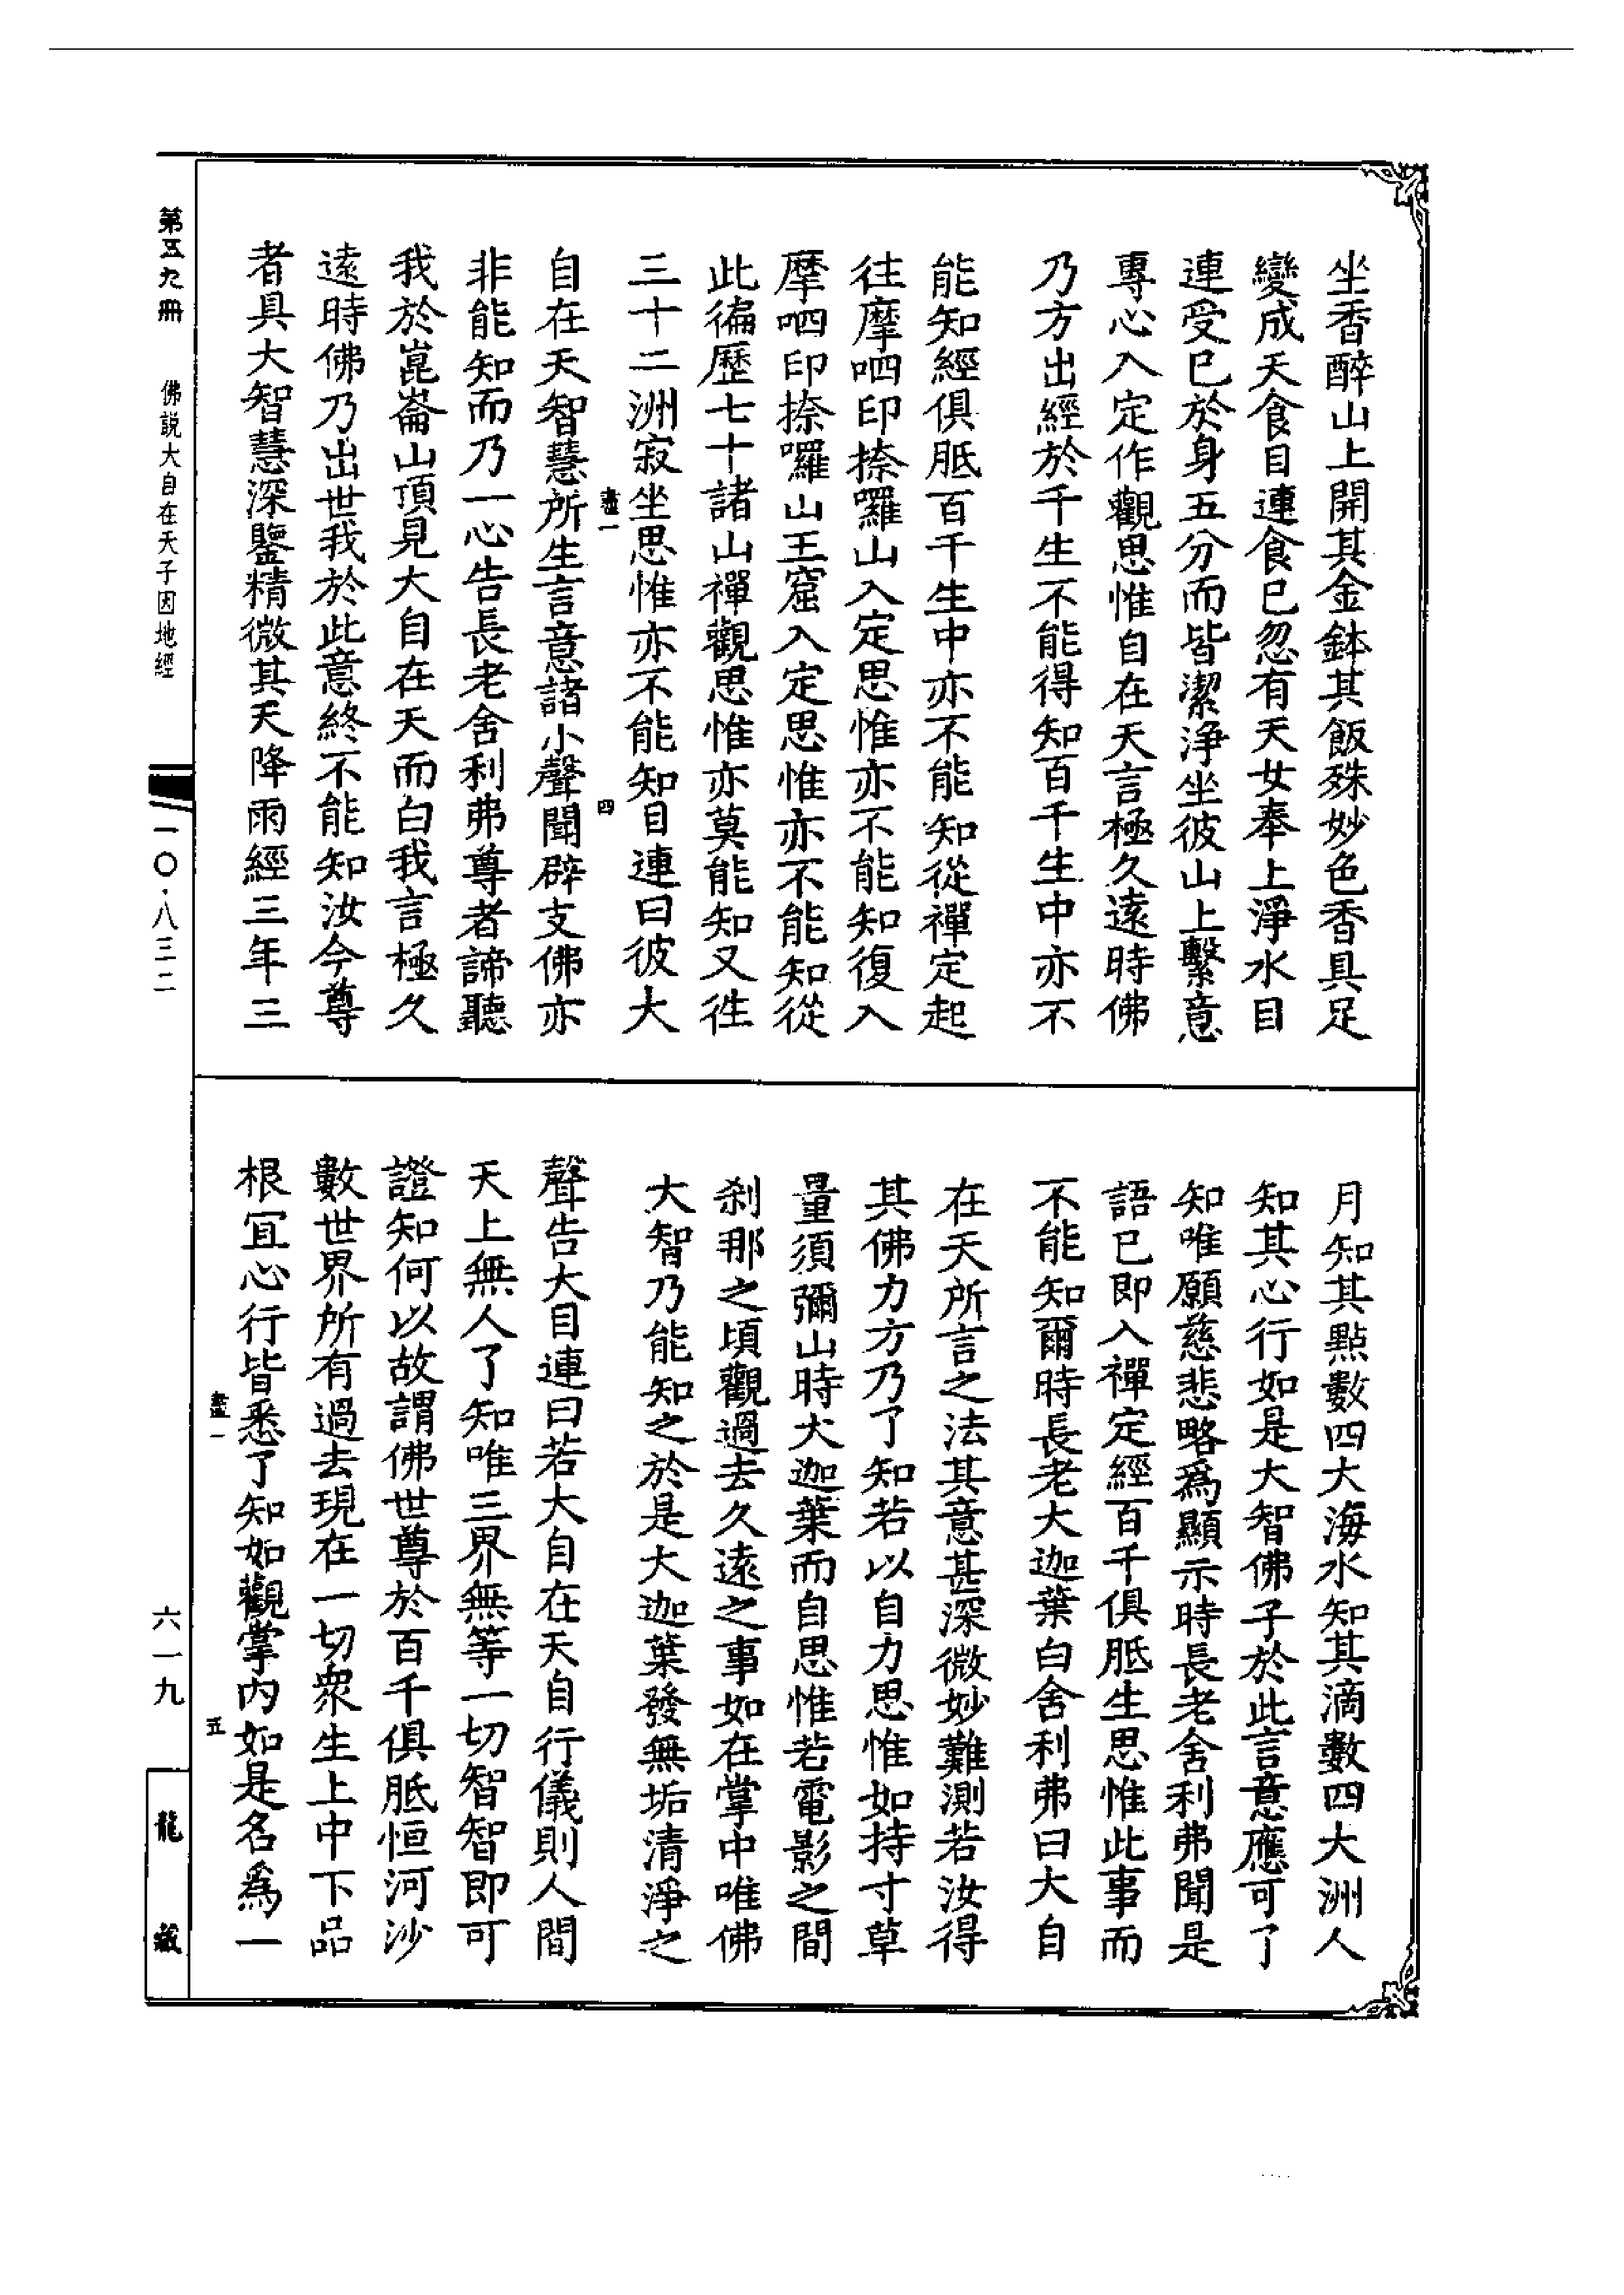 坐香醉山上開其金鉢其飯殊妙色香具足
變成天食目連食已忽有天女奉上淨水目
連受已於身五分而皆潔淨坐彼山上繫意
專心入定作觀思惟自在天言極久遠時佛
乃方出經於千生不能得知百千生中亦不
能知經俱胝百千生中亦不能知從禪定起
往摩呬印捺囉山入定思惟亦不能知復入
摩呬印捺囉山王窟入定思惟亦不能知從
此徧歷七十諸山禪觀思惟亦莫能知又往
三十二洲寂坐思惟亦不能知目連曰彼大
盡一 四
自在天智慧所生言意諸小聲聞辟支佛亦
非能知而乃一心告長老舍利弗尊者諦聽
我於崑崙山頂見大自在天而白我言極久
遠時佛乃出世我於此意終不能知汝今尊
者具大智慧深鑒精微其天降雨經三年三
月知其點數四大海水知其滴數四大洲人
知其心行如是大智佛子於此言意應可了
知唯願慈悲略爲顯示時長老舍利弗聞是
語已即入禪定經百千俱胝生思惟此事而
不能知爾時長老大迦葉白舍利弗曰大自
在天所言之法其意甚深微妙難測若汝得
其佛力方乃了知若以自力思惟如持寸草
量須彌山時大迦葉而自思惟若電影之間
刹那之頃觀過去久遠之事如在掌中唯佛
大智乃能知之於是大迦葉發無垢清淨之
聲告大目連曰若大自在天自行儀則人間
天上無人了知唯三界無等一切智智即可
證知何以故謂佛世尊於百千俱胝恒河沙
數世界所有過去現在一切衆生上中下品
根宜心行皆悉了知如觀掌内如是名爲一
盡一 五
第五九冊 佛説大自在天子因地經
一〇·八三二
六一九
龍藏